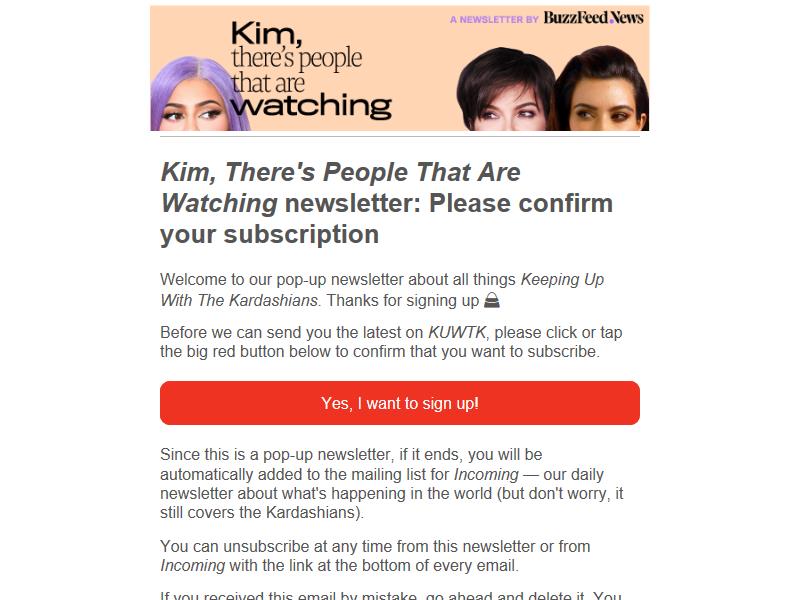 A NEWSLETTER BY BuzzFeed News
Kim,
there's people
that are
watching
Kim, There's People That Are
Watching newsletter: Please confirm
your subscription
Welcome to our pop-up newsletter about all things Keeping Up
With The Kardashians. Thanks for signing up 👜
Before we can send you the latest on KUWTK, please click or tap
the big red button below to confirm that you want to subscribe.
Yes, I want to sign up!
Since this is a pop-up newsletter, if it ends, you will be
automatically added to the mailing list for Incoming — our daily
newsletter about what's happening in the world (but don't worry, it
still covers the Kardashians).
You can unsubscribe at any time from this newsletter or from
Incoming with the link at the bottom of every email.
If you received this email by mistake, go ahead and delete it. You